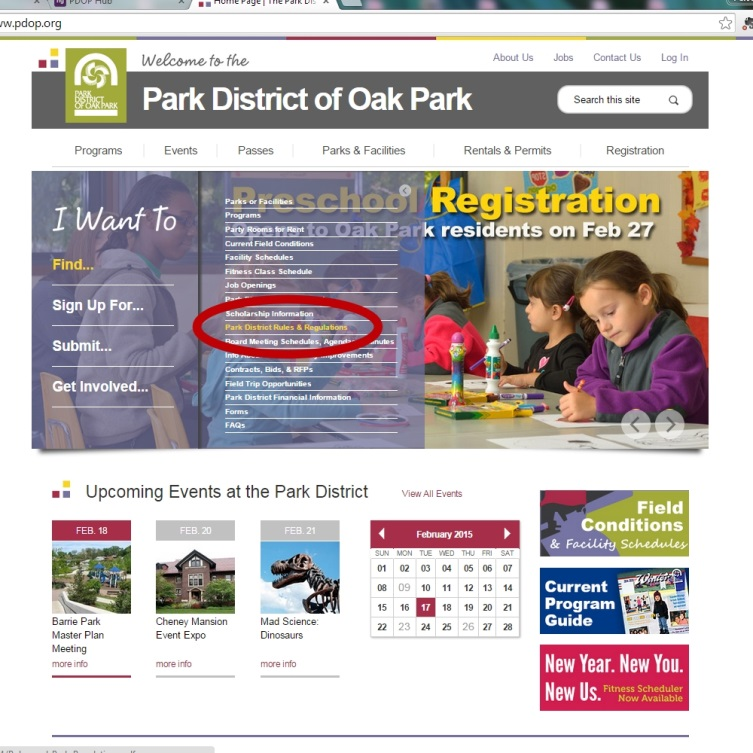 PDOP Hub
Home Page | The Park Dis
w.pdop.org
Welcome to the
About Us
Jobs
Contact Us
Log In
PARK
DISTRICT
OF OAK PARK
Park District of Oak Park
Search this site
Programs
Events
Passes
Parks & Facilities
Rentals & Permits
Registration
Preschool Registration
opens to Oak Park residents on Feb 27
I Want To
Find...
Sign Up For...
Submit...
Get Involved...
Parks or Facilities
Programs
Party Rooms for Rent
Current Field Conditions
Facility Schedules
Fitness Class Schedule
Job Openings
Scholarship Information
Park District Rules & Regulations
Board Meeting Schedules, Agenda
Info
Contracts, Bids, & RFPs
Field Trip Opportunities
Park District Financial Information
Forms
FAQs
Upcoming Events at the Park District
View All Events
FEB. 18
Barrie Park
Master Plan
Meeting
more info
FEB. 20
Cheney Mansion
Event Expo
more info
FEB. 21
Mad Science:
Dinosaurs
more info
February 2015
SUN MON TUE WED THU FRI SAT
01 02 03 04 05 06 07
08 09 10 11 12 13 14
15 16 17 18 19 20 21
22 23 24 25 26 27 28
Field
Conditions
& Facility Schedules
Current
Program
Guide
Winter
New Year. New You.
New Us. Fitness Scheduler
Now Available